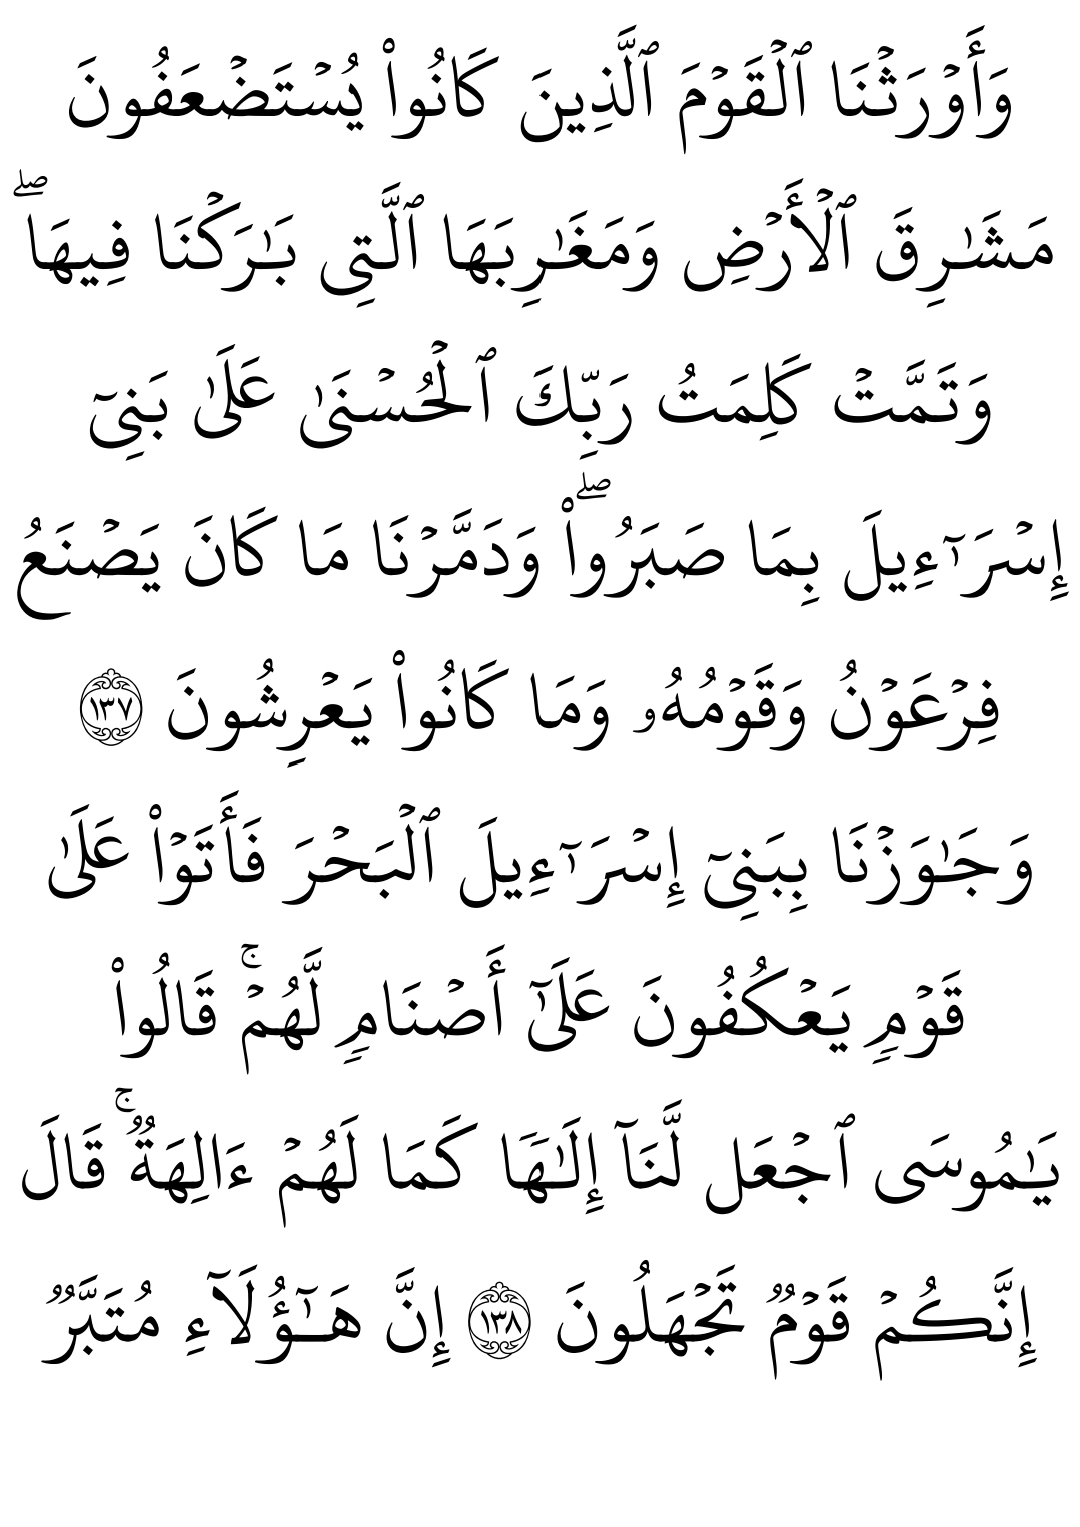 وَأَوۡرَثۡنَا ٱلۡقَوۡمَ ٱلَّذِينَ كَانُواْ يُسۡتَضۡعَفُونَ
مَشَٰرِقَ ٱلۡأَرۡضِ وَمَغَٰرِبَهَا ٱلَّتِي بَٰرَكۡنَا فِيهَاۖ
وَتَمَّتۡ كَلِمَتُ رَبِّكَ ٱلۡحُسۡنَىٰ عَلَىٰ بَنِيٓ
إِسۡرَـٰٓءِيلَ بِمَا صَبَرُواْۖ وَدَمَّرۡنَا مَا كَانَ يَصۡنَعُ
فِرۡعَوۡنُ وَقَوۡمُهُۥ وَمَا كَانُواْ يَعۡرِشُونَ ١٣٧
وَجَٰوَزۡنَا بِبَنِيٓ إِسۡرَـٰٓءِيلَ ٱلۡبَحۡرَ فَأَتَوۡاْ عَلَىٰ
قَوۡمٖ يَعۡكُفُونَ عَلَىٰٓ أَصۡنَامٖ لَّهُمۡۚ قَالُواْ
يَٰمُوسَى ٱجۡعَل لَّنَآ إِلَٰهٗا كَمَا لَهُمۡ ءَالِهَةٞۚ قَالَ
إِنَّكُمۡ قَوۡمٞ تَجۡهَلُونَ ١٣٨ إِنَّ هَـٰٓؤُلَآءِ مُتَبَّرٞ